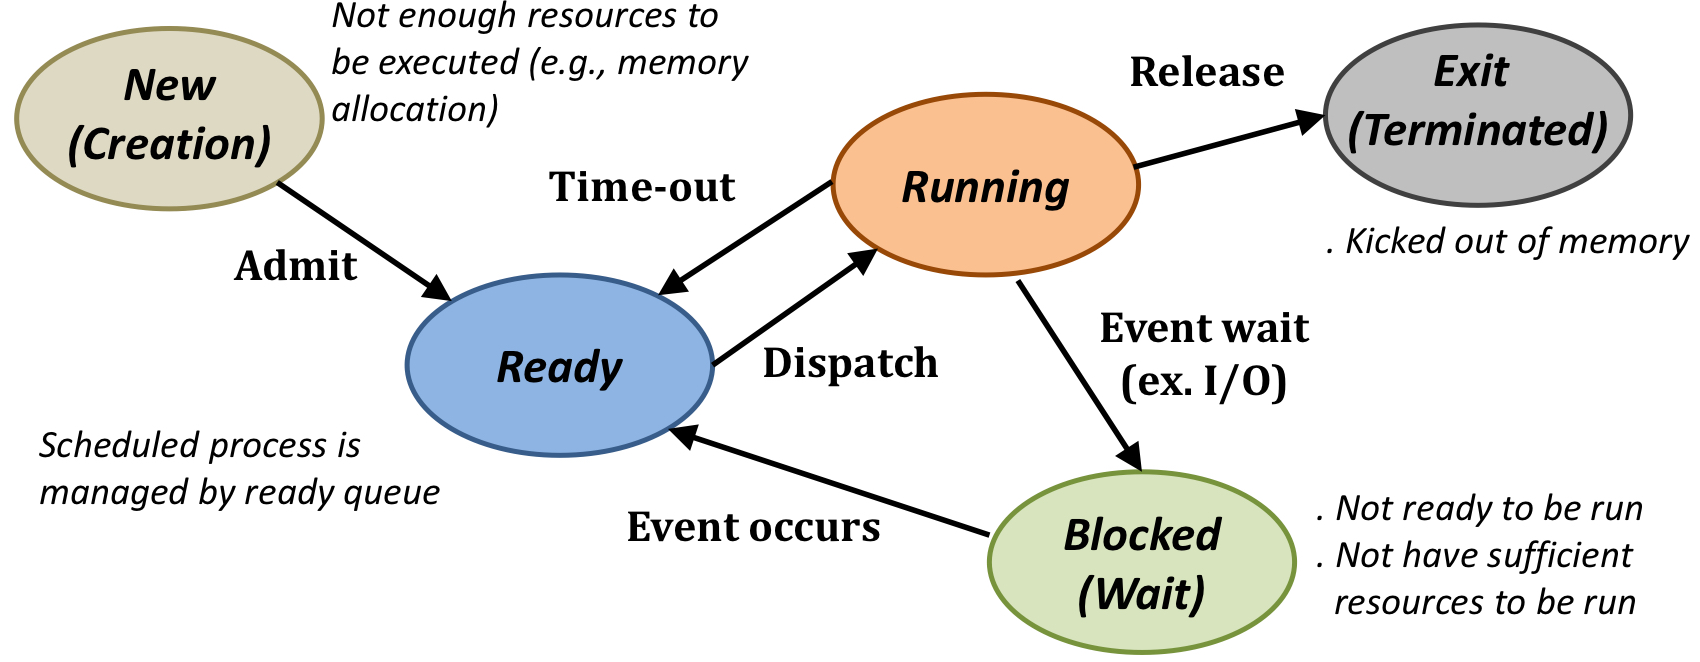 Not enough resources to
be executed (e.g., memory
allocation)
New
(Creation)
Release
Exit
(Terminated)
Time-out
Running
. Kicked out of memory
Admit
Event wait
(ex. I/O)
Ready
Dispatch
Scheduled process is
managed by ready queue
Event occurs
Blocked
(Wait)
. Not ready to be run
. Not have sufficient
resources to be run